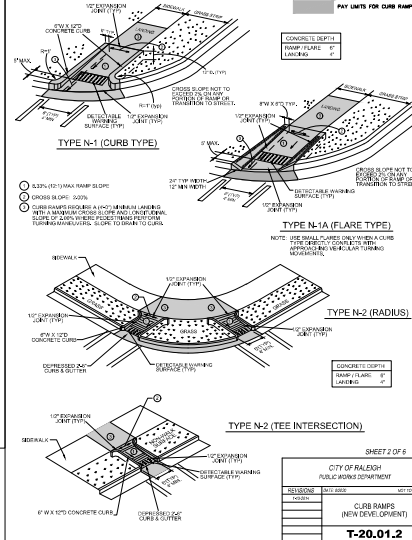 PAY LIMITS FOR CURB RAMP
1/2" EXPANSION
JOINT (TYP)
SIDEWALK
GRASS STRIP
6"W X 12"D
CONCRETE CURB
LANDING
CONCRETE DEPTH
RAMP / FLARE 6"
LANDING 4"
CROSS SLOPE NOT TO
EXCEED 2% ON ANY
PORTION OF RAMP OR
TRANSITION TO STREET.
DETECTABLE
WARNING
SURFACE (TYP)
1/2" EXPANSION
JOINT (TYP)
TYPE N-1 (CURB TYPE)
SIDEWALK
GRASS STRIP
LANDING
5' MAX.
24" TYP WIDTH
12" MIN WIDTH
CROSS SLOPE NOT TO
EXCEED 2% ON ANY
PORTION OF RAMP OR
TRANSITION TO STREET
DETECTABLE WARNING
SURFACE (TYP)
1/2" EXPANSION
JOINT (TYP)
1 8.33% (12:1) MAX RAMP SLOPE
2 CROSS SLOPE: 2.00%
3 CURB RAMPS REQUIRE A (4'-0") MINIMUM LANDING
WITH A MAXIMUM CROSS SLOPE AND LONGITUDINAL
SLOPE OF 2.00% WHERE PEDESTRIANS PERFORM
TURNING MANEUVERS. SLOPE TO DRAIN TO CURB.
TYPE N-1A (FLARE TYPE)
NOTE: USE SMALL FLARES ONLY WHEN A CURB
TYPE DIRECTLY CONFLICTS WITH
APPROACHING VEHICULAR TURNING
MOVEMENTS.
SIDEWALK
1/2" EXPANSION
JOINT (TYP)
GRASS
GRASS
GRASS
1/2" EXPANSION
JOINT (TYP)
6"W X 12"D
CONCRETE CURB
1/2" EXPANSION
JOINT (TYP)
TYPE N-2 (RADIUS)
DEPRESSED 2'-6"
CURB & GUTTER
DETECTABLE WARNING
SURFACE (TYP)
CONCRETE DEPTH
RAMP / FLARE 6"
LANDING 4"
1/2" EXPANSION
JOINT (TYP)
2
SIDEWALK
TYPE N-2 (TEE INTERSECTION)
1/2" EXPANSION
JOINT (TYP)
DETECTABLE WARNING
SURFACE (TYP)
6" W X 12"D CONCRETE CURB
DEPRESSED 2'-6"
CURB & GUTTER
SHEET 2 OF 6
CITY OF RALEIGH
PUBLIC WORKS DEPARTMENT
REVISIONS
CURB RAMPS
(NEW DEVELOPMENT)
T-20.01.2